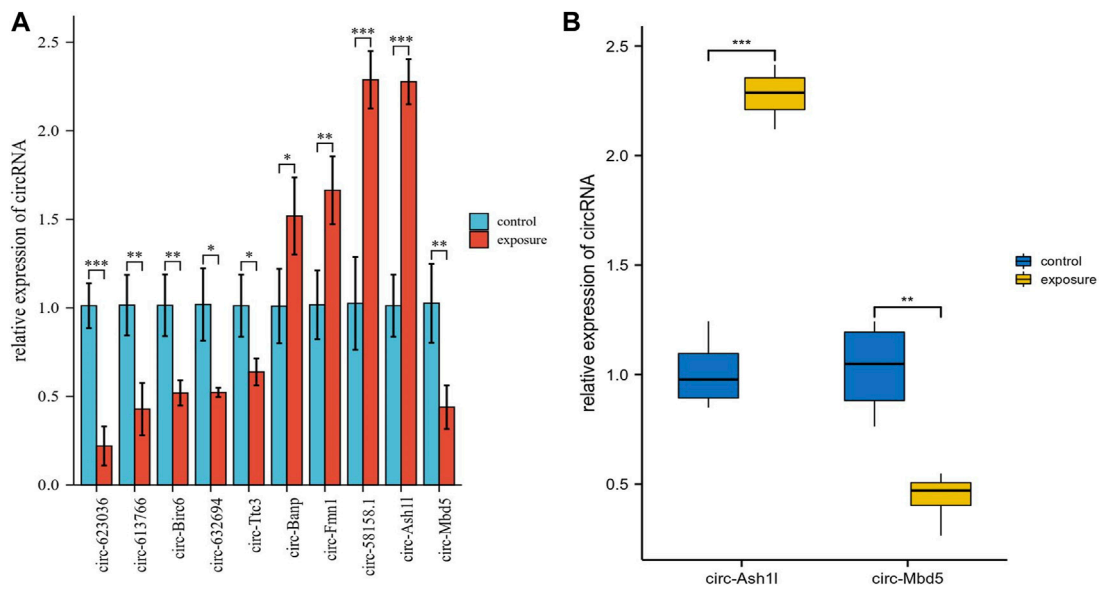 A
relative expression of circRNA
2.5
2.0
1.5
1.0
0.5
0.0
***
**
**
*
*
*
**
***
***
**
control
exposure
circ-623036
circ-613766
circ-Birc6
circ-632694
circ-Ttc3
circ-Banp
circ-Fmn1
circ-58158.1
circ-Ash1l
circ-Mbd5
B
relative expression of circRNA
2.5
2.0
1.5
1.0
0.5
***
**
control
exposure
circ-Ash1l
circ-Mbd5